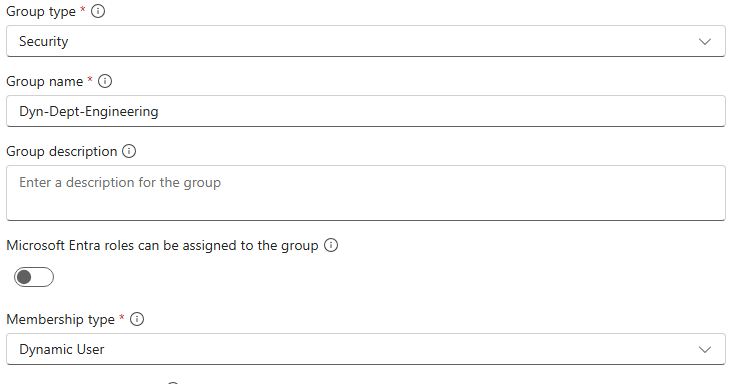 Group type *
Security
Group name *
Dyn-Dept-Engineering
Group description
Enter a description for the group
Microsoft Entra roles can be assigned to the group
Membership type *
Dynamic User